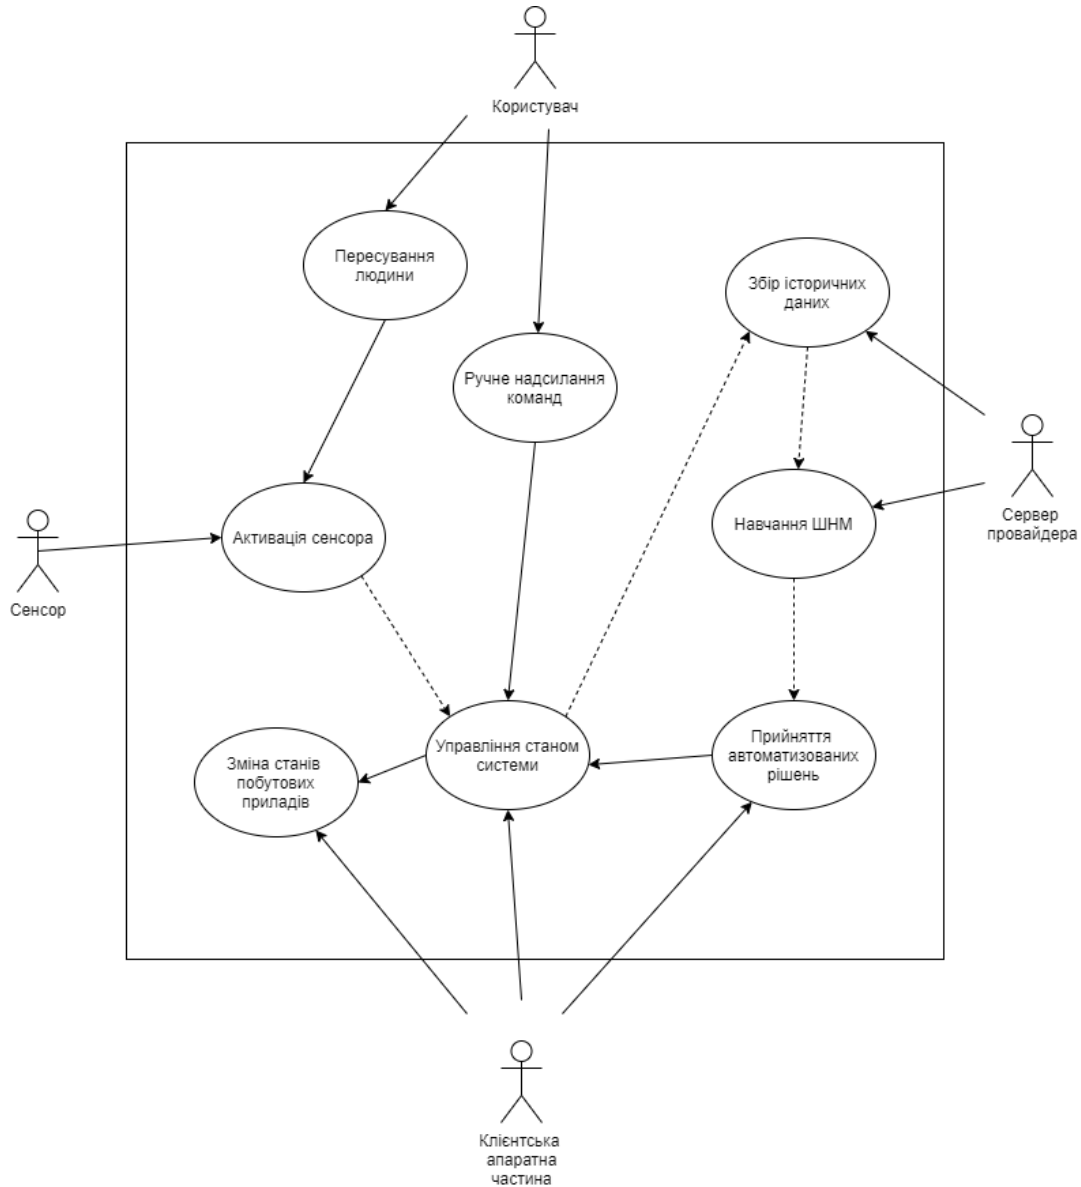 Користувач
Пересування
людини
Збір історичних
даних
Ручне надсилання
команд
Сервер
провайдера
Навчання ШНМ
Активація сенсора
Сенсор
Управління станом
системи
Прийняття
автоматизованих
рішень
Зміна станів
побутових
приладів
Клієнтська
апаратна
частина